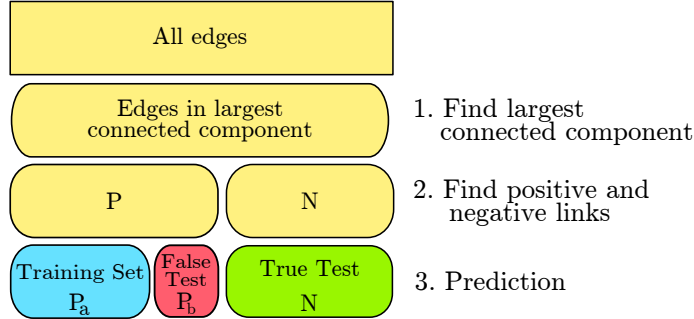 All edges
Edges in largest
connected component
1. Find largest
connected component
P
N
2. Find positive and
negative links
Training Set
Pa
False
Test
Pb
True Test
N
3. Prediction